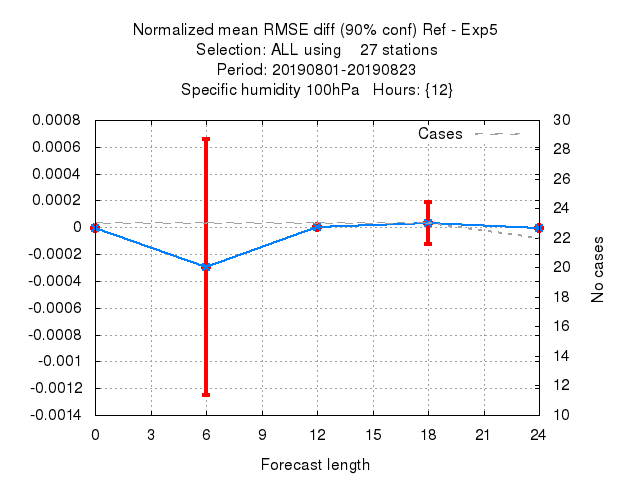 Normalized mean RMSE diff (90% conf) Ref - Exp5
Selection: ALL using    27 stations
Period: 20190801-20190823
Specific humidity 100hPa   Hours: {12}
Cases
0.0008
0.0006
0.0004
0.0002
0
-0.0002
-0.0004
-0.0006
-0.0008
-0.001
-0.0012
-0.0014
30
28
26
24
22
20
18
16
14
12
10
No cases
0 3 6 9 12 15 18 21 24
Forecast length